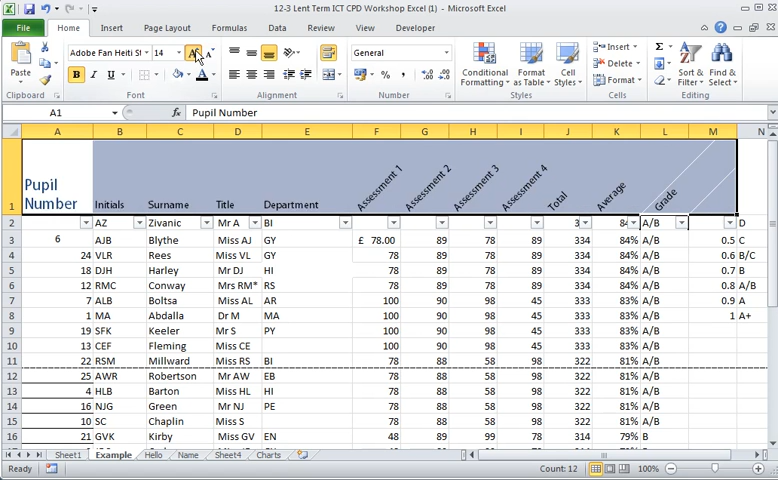 12-3 Lent Term ICT CPD Workshop Excel (1) - Microsoft Excel
File Home Insert Page Layout Formulas Data Review View Developer
Adobe Fan Heiti S 14 A A General Insert
Paste B I U % , Conditional Formatting Format as Table Cell Styles Delete Sort & Filter Find & Select
Format
Clipboard Font Alignment Number Styles Cells Editing
A1 fx Pupil Number
A B C D E F G H I J K L M N
1 Pupil Number Initials Surname Title Department Assessment 1 Assessment 2 Assessment 3 Assessment 4 Total Average Grade
2 AZ Zivanic Mr A BI 3 84 A/B D
3 6 AJB Blythe Miss AJ GY £ 78.00 89 78 89 334 84% A/B 0.5 C
4 24 VLR Rees Miss VL GY 78 89 78 89 334 84% A/B 0.6 B/C
5 18 DJH Harley Mr DJ HI 78 89 78 89 334 84% A/B 0.7 B
6 12 RMC Conway Mrs RM* RS 78 89 78 89 334 84% A/B 0.8 A/B
7 7 ALB Boltsa Miss AL AR 100 90 98 45 333 83% A/B 0.9 A
8 1 MA Abdalla Dr M MA 100 90 98 45 333 83% A/B 1 A+
9 19 SFK Keeler Mr S PY 100 90 98 45 333 83% A/B
10 13 CEF Fleming Miss CE 100 90 98 45 333 83% A/B
11 22 RSM Millward Miss RS BI 78 88 58 98 322 81% A/B
12 25 AWR Robertson Mr AW EB 78 88 58 98 322 81% A/B
13 4 HLB Barton Miss HL HI 78 88 58 98 322 81% A/B
14 16 NJG Green Mr NJ PE 78 88 58 98 322 81% A/B
15 10 SC Chaplin Miss S 78 88 58 98 322 81% A/B
16 21 GVK Kirby Miss GV EN 48 89 99 78 314 79% B
Sheet1 Example Hello Name Sheet4 Charts
Ready Count: 12 100%